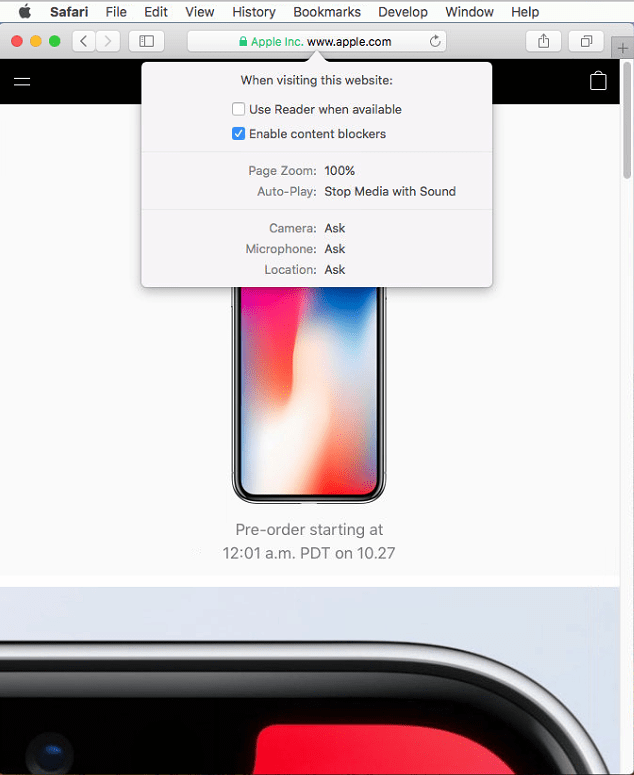 Safari File Edit View History Bookmarks Develop Window Help
Apple Inc. www.apple.com
When visiting this website:
Use Reader when available
Enable content blockers
Page Zoom: 100%
Auto-Play: Stop Media with Sound
Camera: Ask
Microphone: Ask
Location: Ask
Pre-order starting at
12:01 a.m. PDT on 10.27